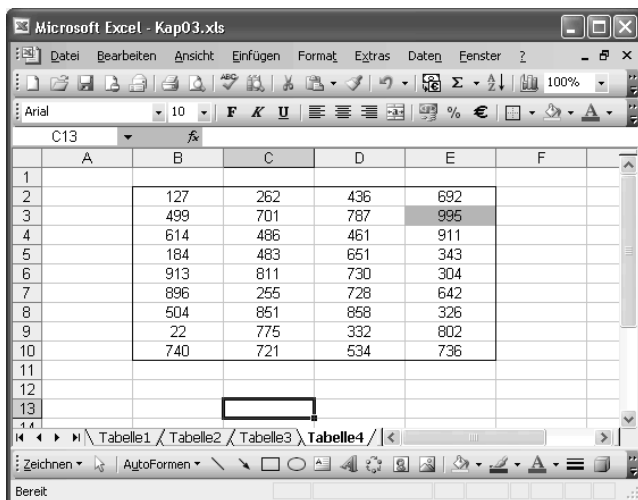 Microsoft Excel - Kap03.xls
Datei Bearbeiten Ansicht Einfügen Format Extras Daten Fenster ?
100%
Arial 10 F K U % €
C13 fx
A B C D E F
1
2 127 262 436 692
3 499 701 787 995
4 614 486 461 911
5 184 483 651 343
6 913 811 730 304
7 896 255 728 642
8 504 851 858 326
9 22 775 332 802
10 740 721 534 736
11
12
13
14
Tabelle1 Tabelle2 Tabelle3 Tabelle4
Zeichnen AutoFormen
Bereit